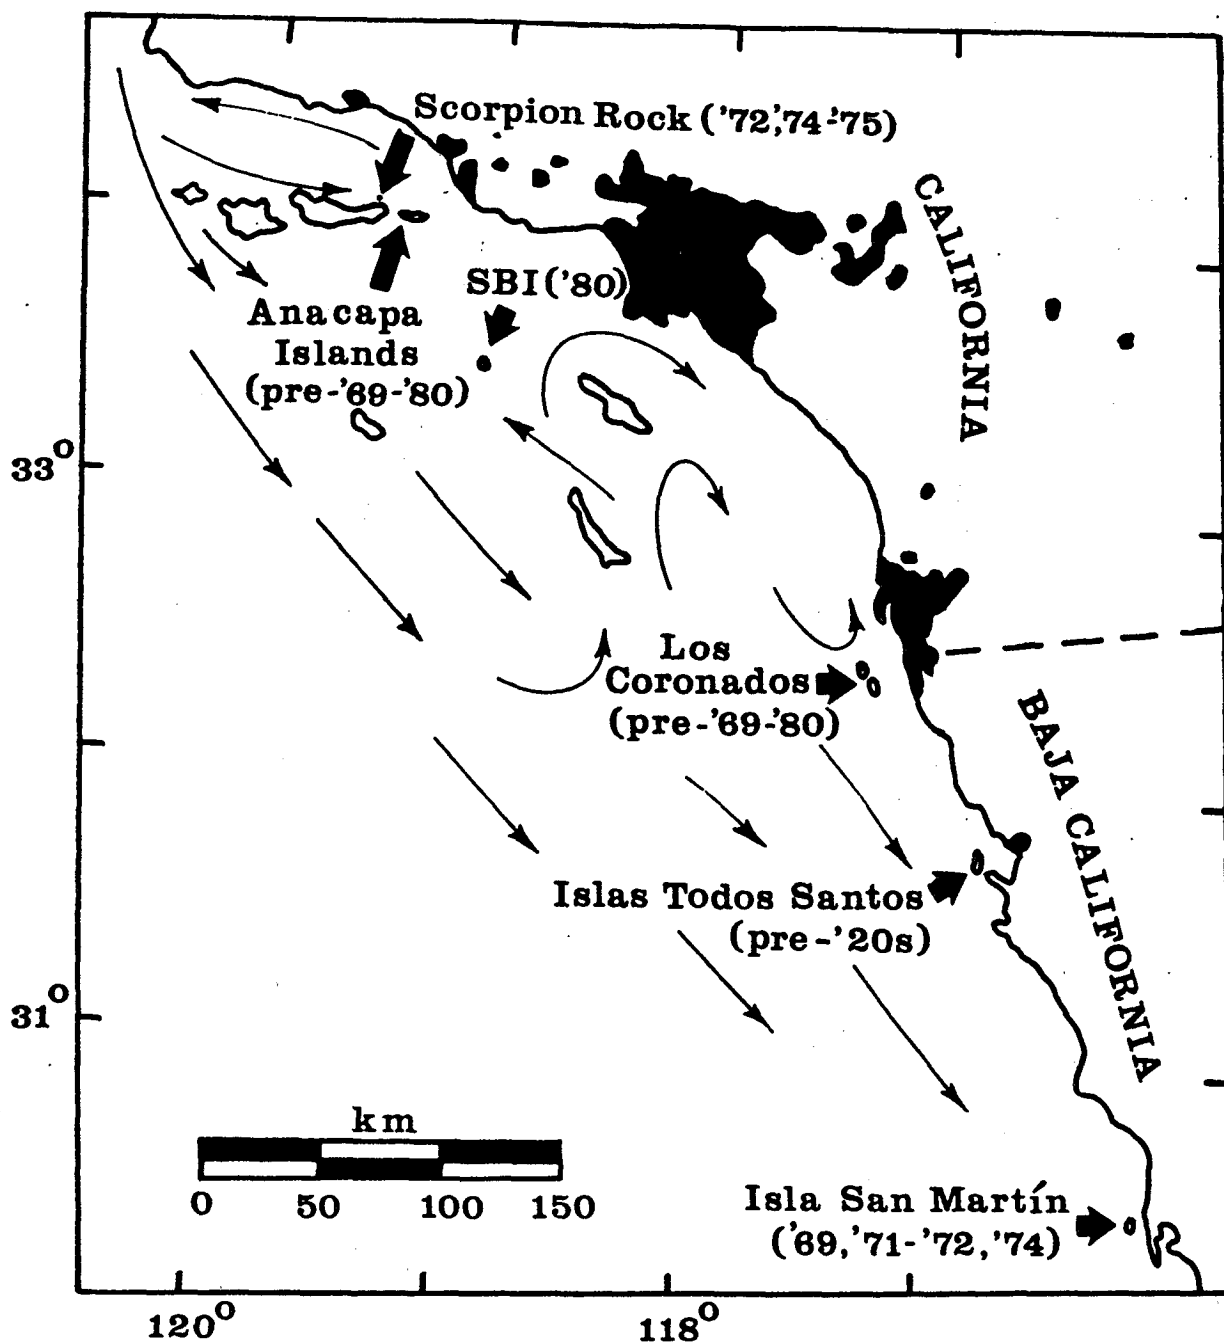 Scorpion Rock ('72,'74-'75)
CALIFORNIA
SBI ('80)
Anacapa
Islands
(pre-'69-'80)
33°
Los
Coronados
(pre-'69-'80)
BAJA CALIFORNIA
Islas Todos Santos
(pre-'20s)
31°
km
0 50 100 150
Isla San Martín
('69,'71-'72,'74)
120° 118°